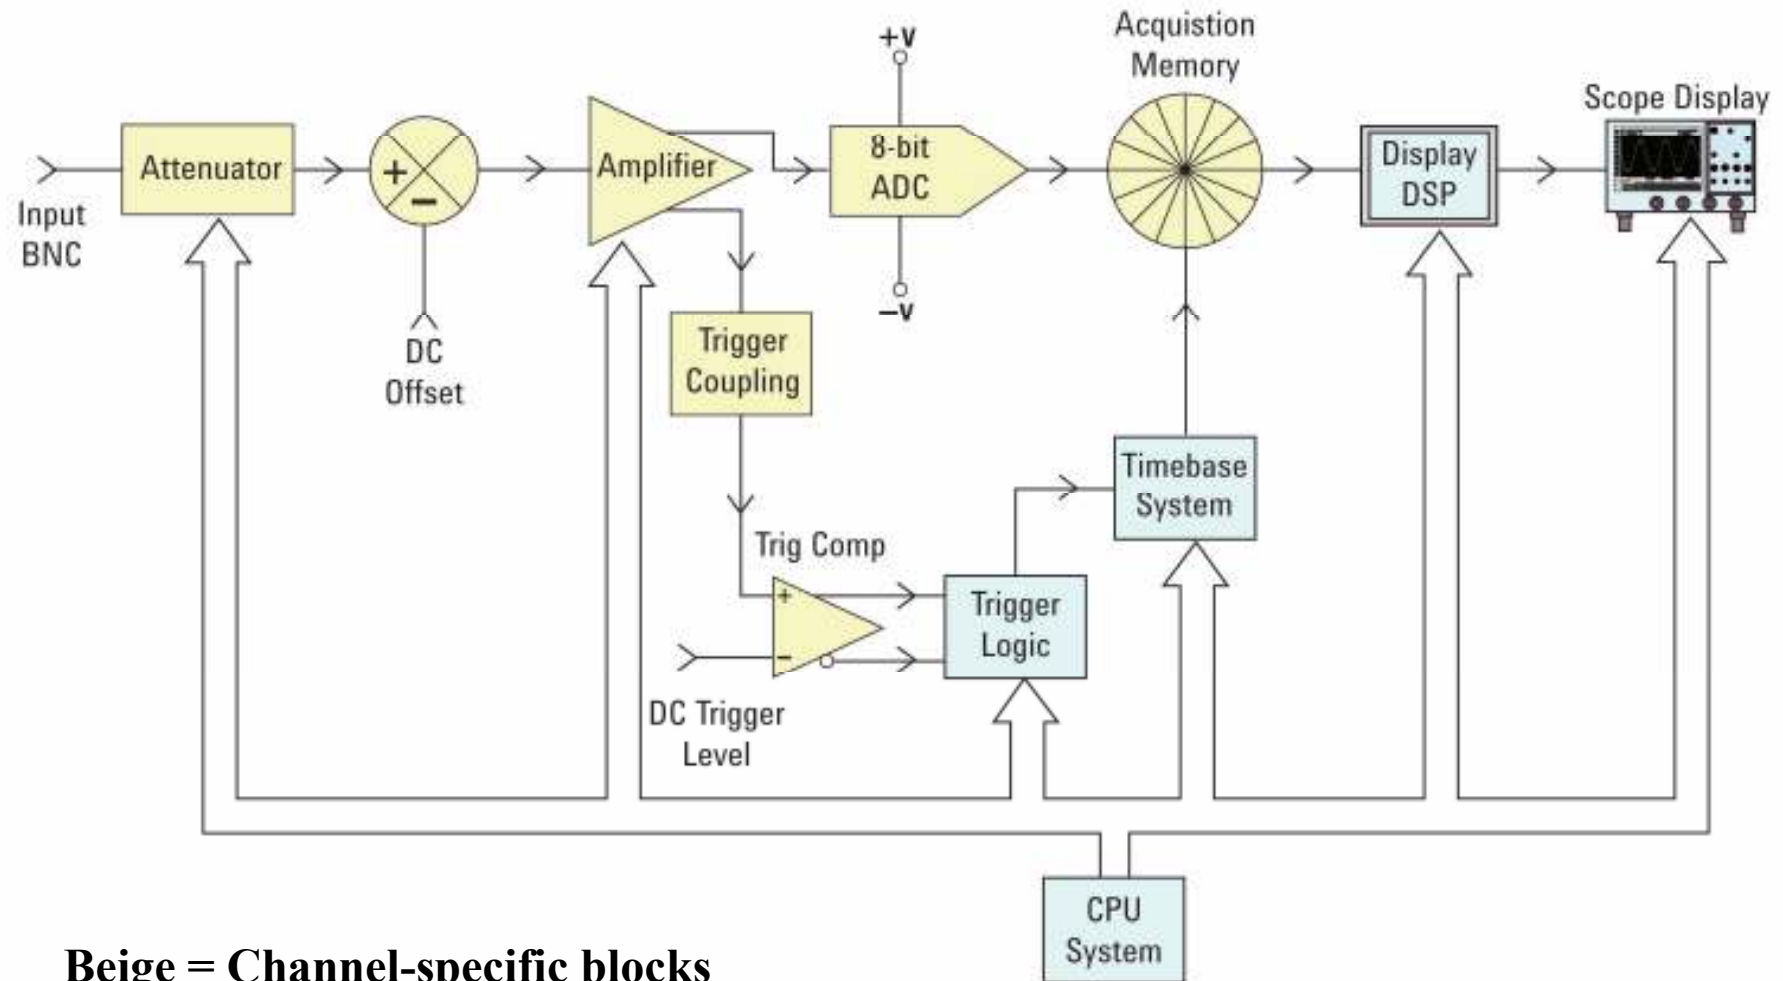 Acquistion
Memory
+v
Scope Display
Attenuator
+
−
Amplifier
8-bit
ADC
Display
DSP
Input
BNC
−v
DC
Offset
Trigger
Coupling
Timebase
System
Trig Comp
+
−
Trigger
Logic
DC Trigger
Level
CPU
System
Beige = Channel-specific blocks